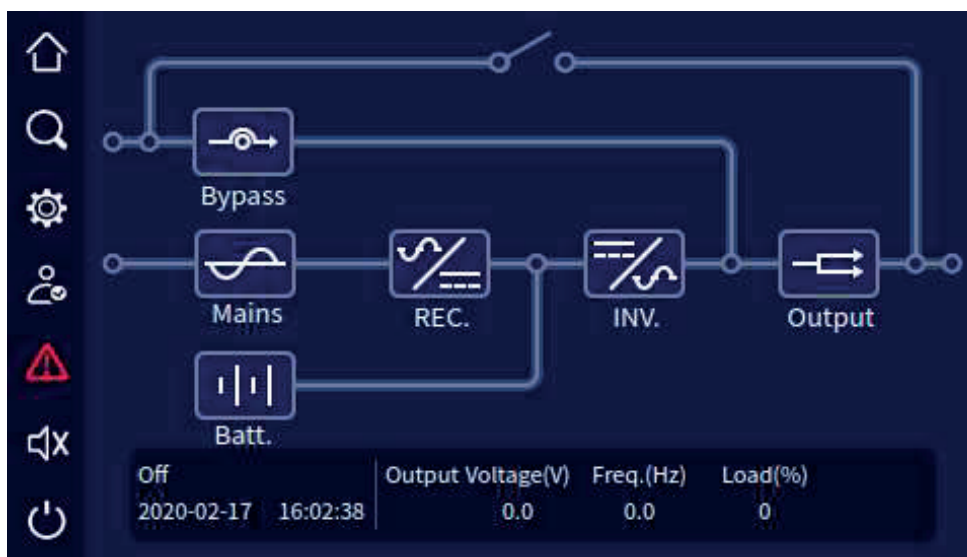 Bypass
Mains
REC.
INV.
Output
Batt.
Off
Output Voltage(V) Freq.(Hz) Load(%)
2020-02-17 16:02:38 0.0 0.0 0